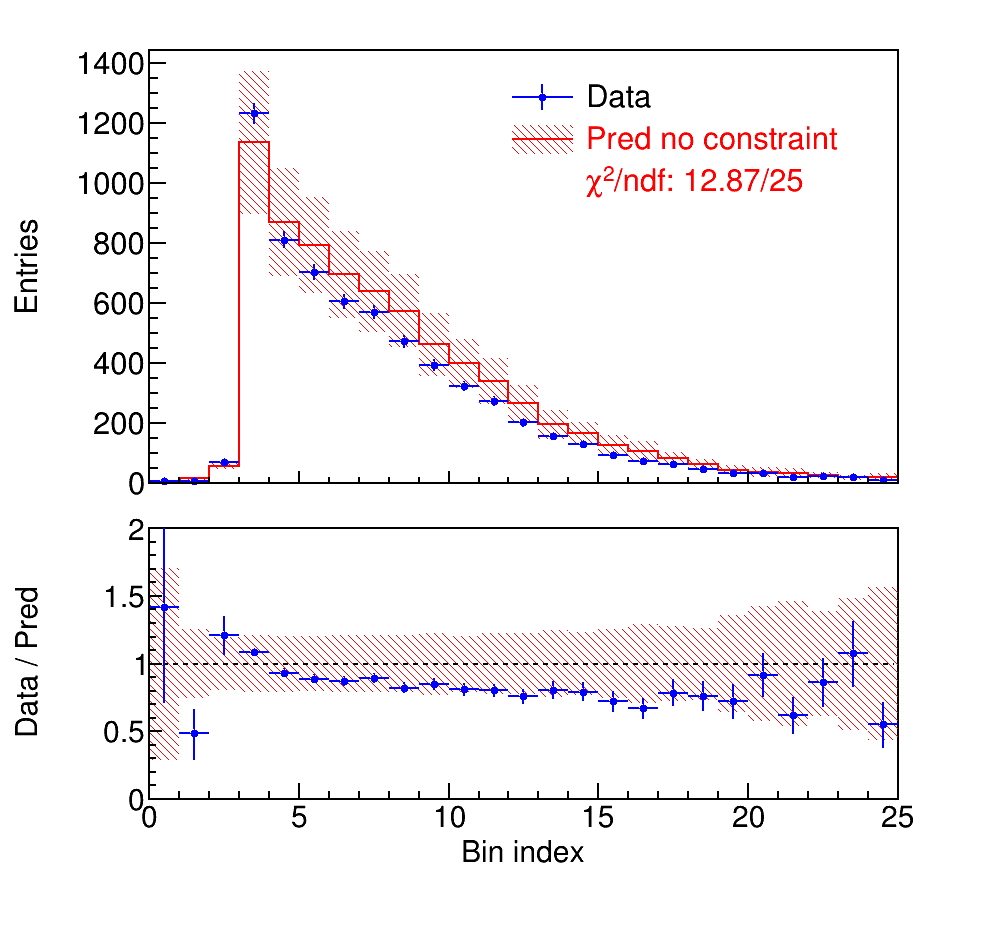 1400
1200
1000
800
600
400
200
0
Entries
Data
Pred no constraint
χ²/ndf: 12.87/25
2
1.5
1
0.5
0
Data / Pred
0 5 10 15 20 25
Bin index